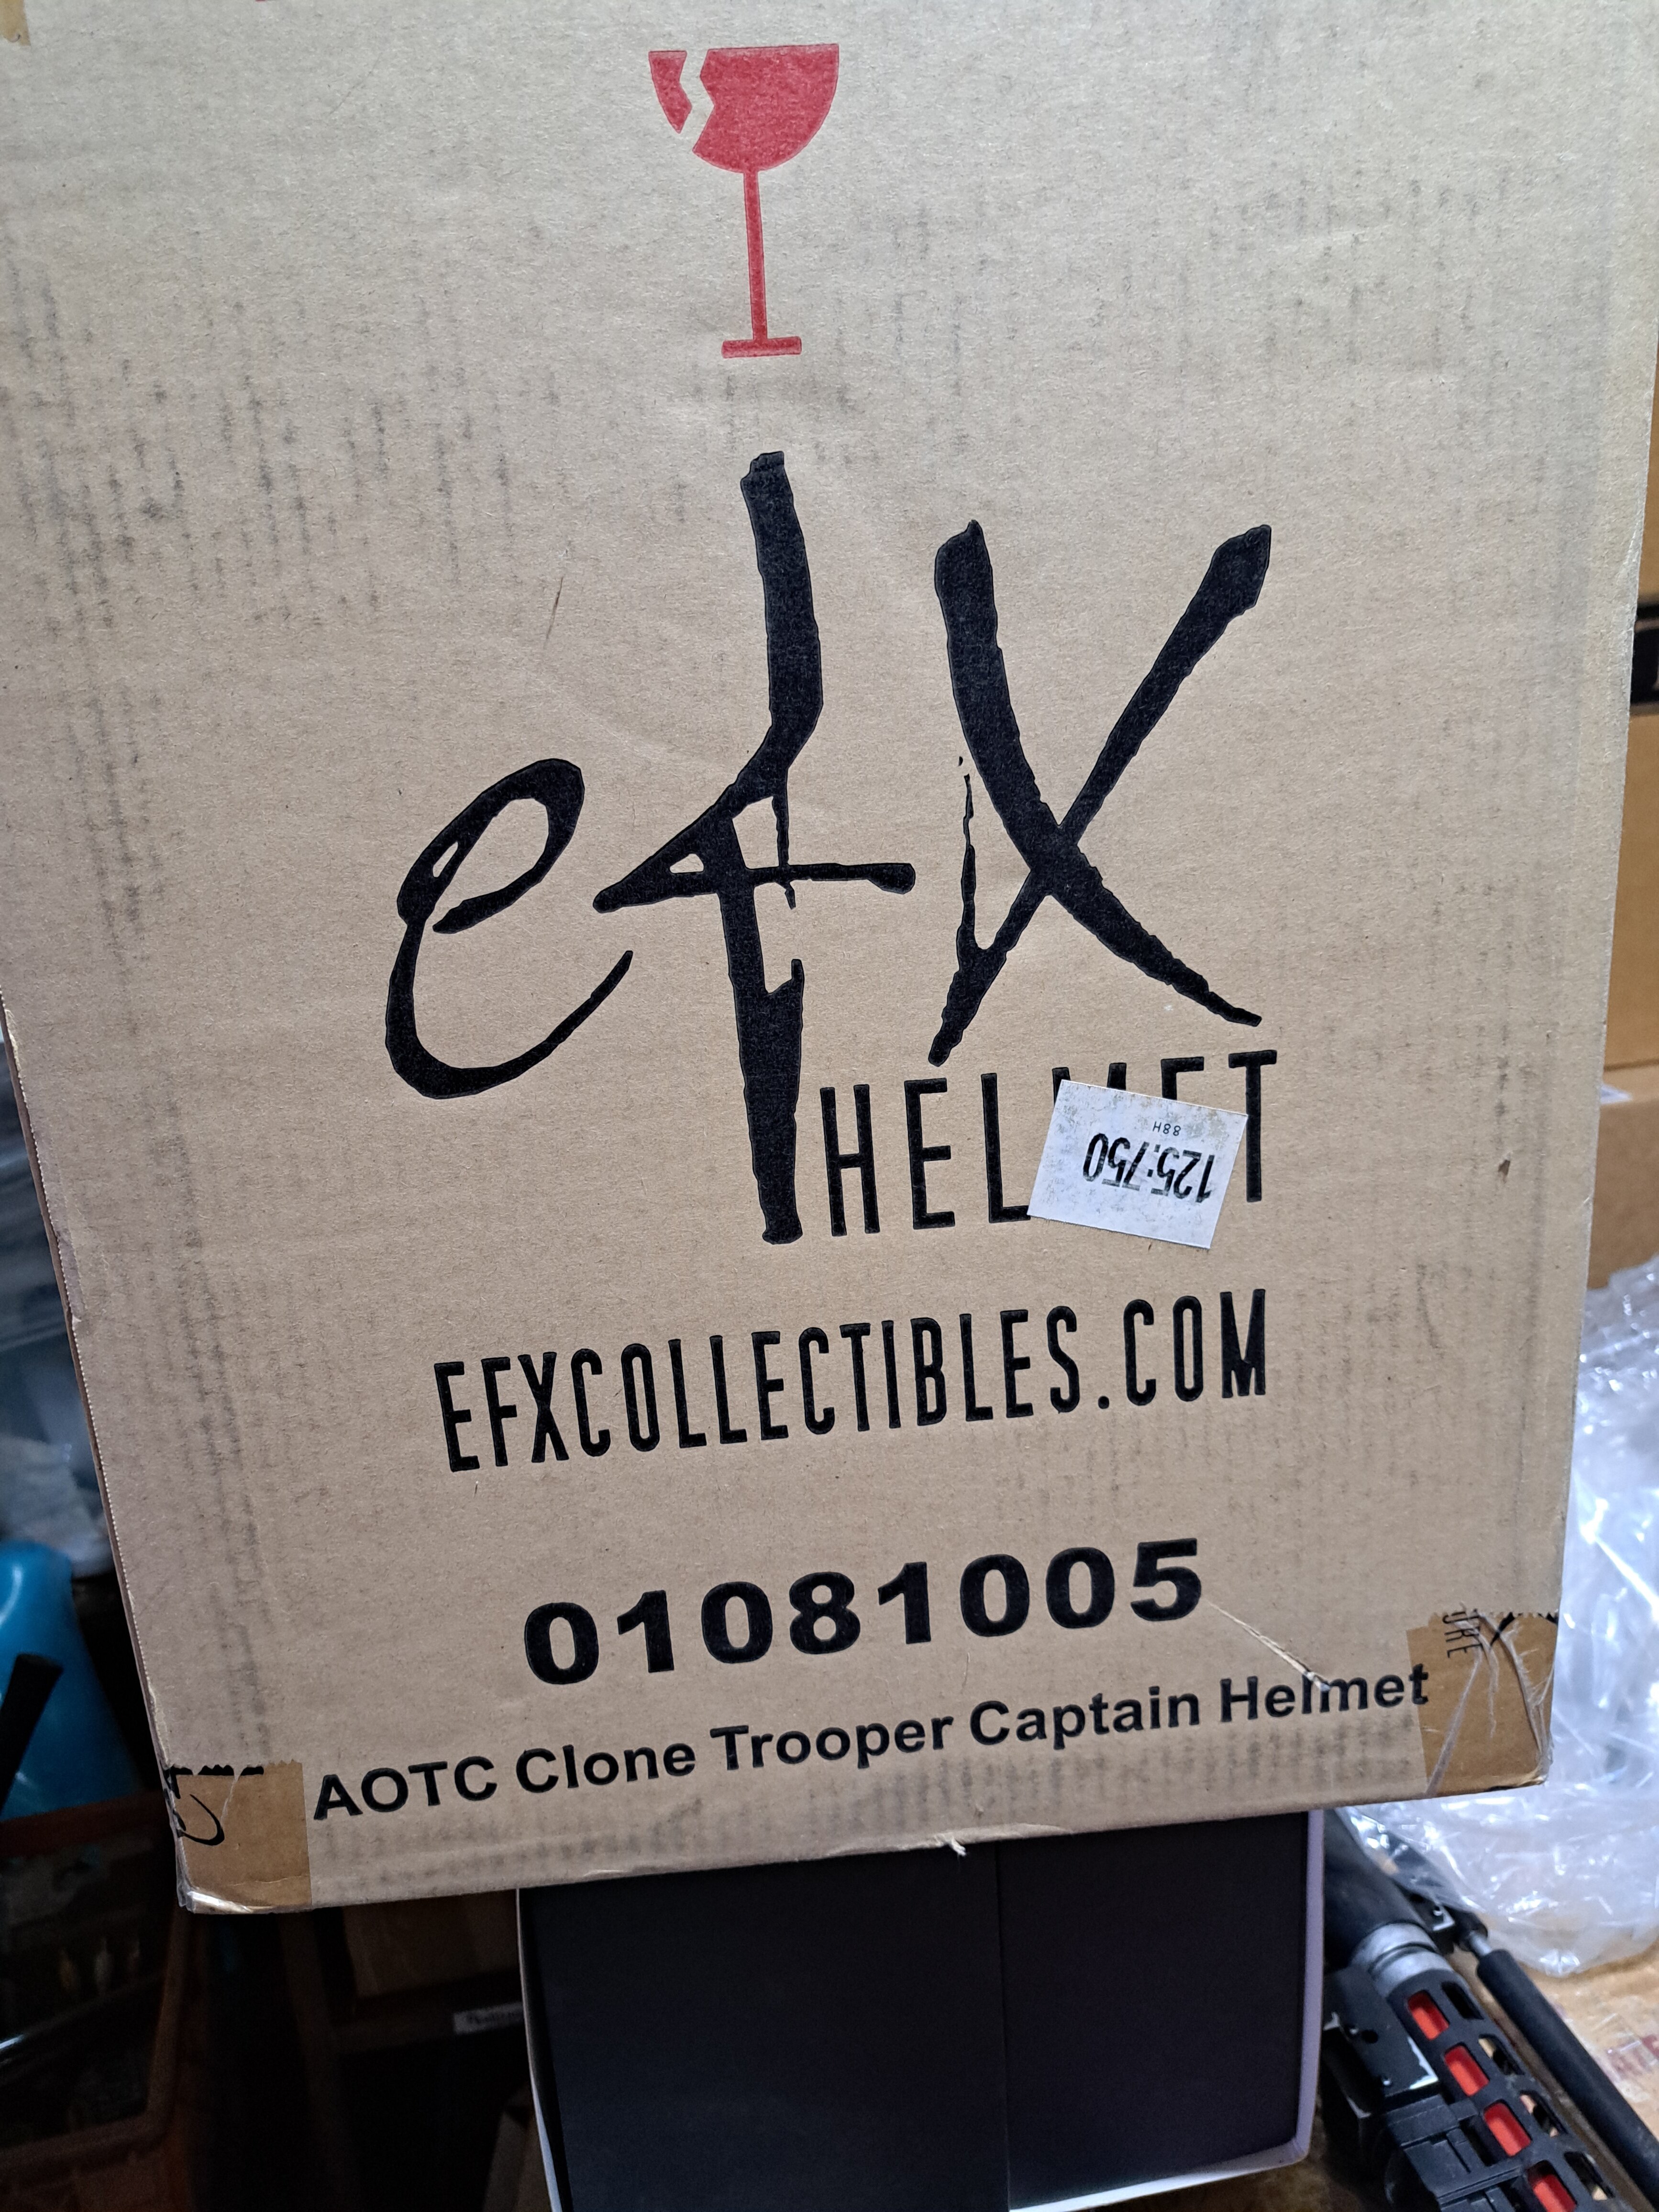 efX
HELMET
88H
125.750
EFXCOLLECTIBLES.COM
01081005
AOTC Clone Trooper Captain Helmet